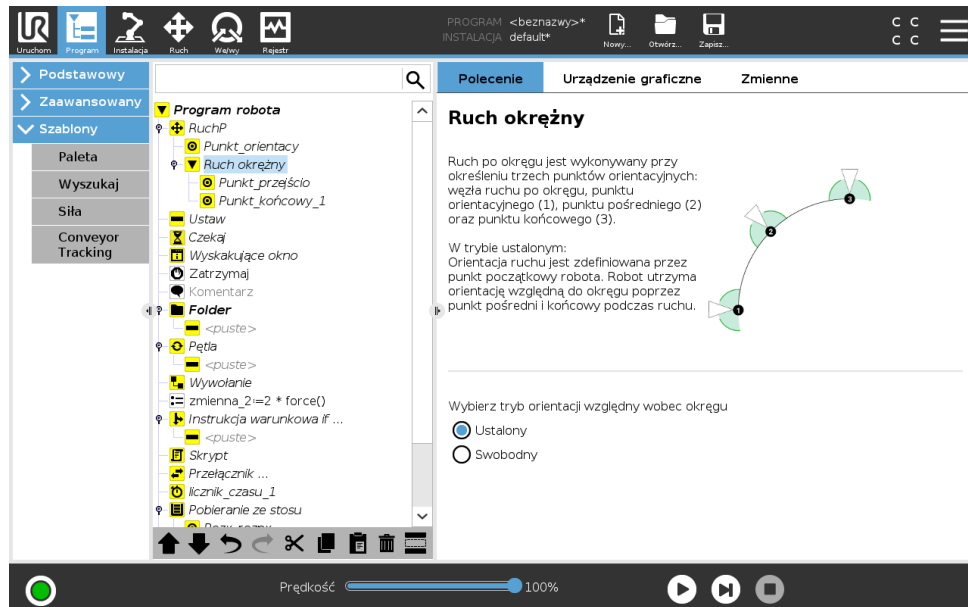 PROGRAM <beznazwy>*
INSTALACJA default*
UR
Uruchom Program Instalacja Ruch We/wy Rejestr Nowy... Otwórz... Zapisz...
C C
C C
Podstawowy
Zaawansowany
Szablony
Paleta
Wyszukaj
Siła
Conveyor
Tracking
Program robota
RuchP
Punkt_orientacy
Ruch okrężny
Punkt_przejścio
Punkt_końcowy_1
Ustaw
Czekaj
Wyskakujące okno
Zatrzymaj
Komentarz
Folder
<puste>
Pętla
<puste>
Wywołanie
zmienna_2:=2 * force()
Instrukcja warunkowa if ...
<puste>
Skrypt
Przełącznik ...
licznik_czasu_1
Pobieranie ze stosu
Polecenie Urządzenie graficzne Zmienne
Ruch okrężny
Ruch po okręgu jest wykonywany przy
określeniu trzech punktów orientacyjnych:
węzła ruchu po okręgu, punktu
orientacyjnego (1), punktu pośredniego (2)
oraz punktu końcowego (3).
W trybie ustalonym:
Orientacja ruchu jest zdefiniowana przez
punkt początkowy robota. Robot utrzyma
orientację względną do okręgu poprzez
punkt pośredni i końcowy podczas ruchu.
3
2
1
Wybierz tryb orientacji względny wobec okręgu
Ustalony
Swobodny
Prędkość 100%